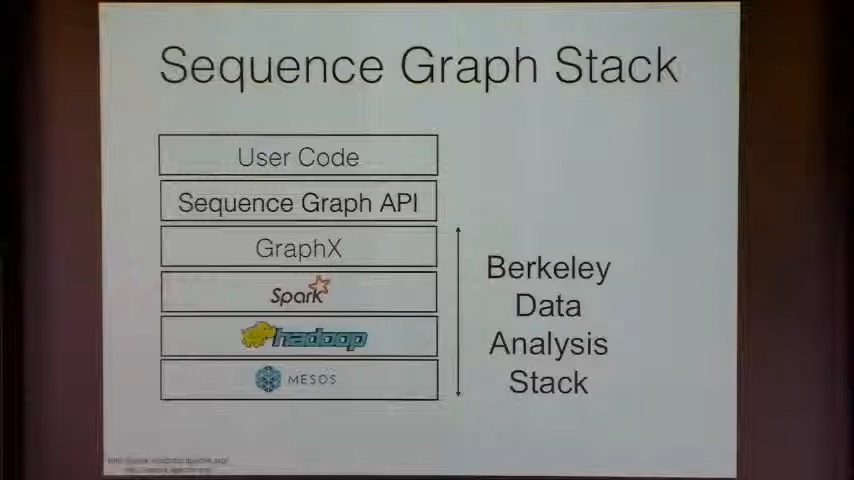 Sequence Graph Stack
User Code
Sequence Graph API
GraphX
Spark
hadoop
MESOS
Berkeley
Data
Analysis
Stack